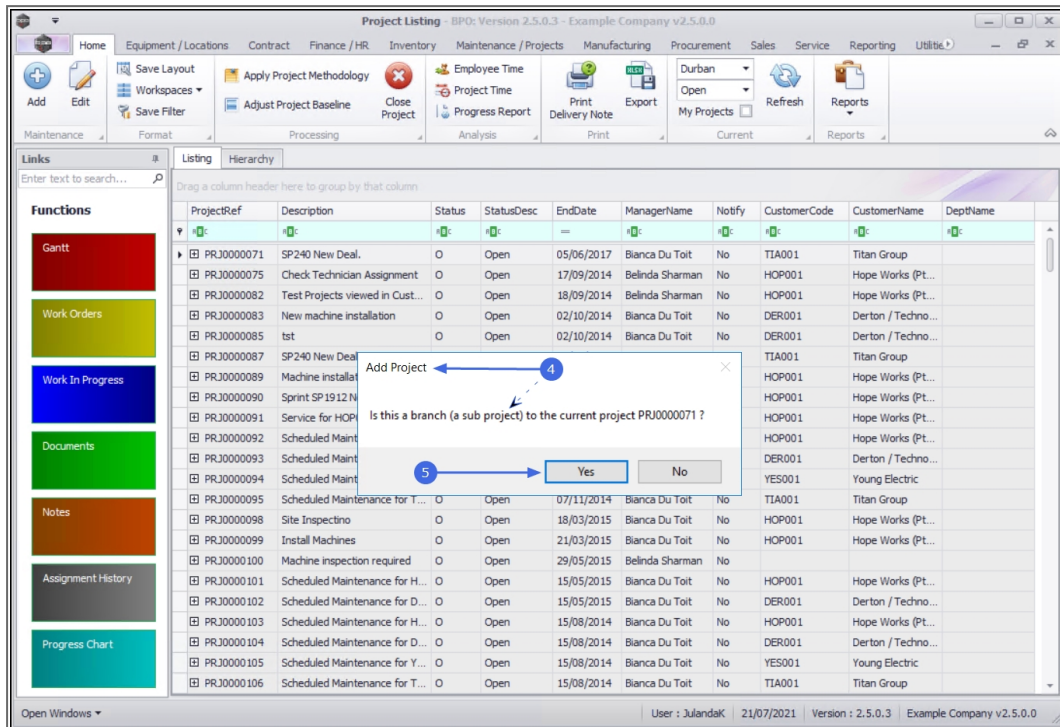 Project Listing - BPO: Version 2.5.0.3 - Example Company v2.5.0.0
Home Equipment / Locations Contract Finance / HR Inventory Maintenance / Projects Manufacturing Procurement Sales Service Reporting Utilitie
Add
Edit
Maintenance
Save Layout
Workspaces
Save Filter
Format
Apply Project Methodology
Adjust Project Baseline
Close
Project
Processing
Employee Time
Project Time
Progress Report
Analysis
Print
Delivery Note
Export
Print
Durban
Open
My Projects
Refresh
Current
Reports
Reports
Links
Enter text to search...
Functions
Gantt
Work Orders
Work In Progress
Documents
Notes
Assignment History
Progress Chart
Listing Hierarchy
Drag a column header here to group by that column
ProjectRef Description Status StatusDesc EndDate ManagerName Notify CustomerCode CustomerName DeptName
PRJ0000071 SP240 New Deal. O Open 05/06/2017 Bianca Du Toit No TIA001 Titan Group
PRJ0000075 Check Technician Assignment O Open 17/09/2014 Belinda Sharman No HOP001 Hope Works (Pt...
PRJ0000082 Test Projects viewed in Cust... O Open 18/09/2014 Belinda Sharman No HOP001 Hope Works (Pt...
PRJ0000083 New machine installation O Open 02/10/2014 Bianca Du Toit No DER001 Derton / Techno...
PRJ0000085 tst O Open 02/10/2014 Bianca Du Toit No DER001 Derton / Techno...
PRJ0000087 SP240 New Deal TIA001 Titan Group
PRJ0000089 Machine installat HOP001 Hope Works (Pt...
PRJ0000090 Sprint SP1912 N HOP001 Hope Works (Pt...
PRJ0000091 Service for HOP HOP001 Hope Works (Pt...
PRJ0000092 Scheduled Maint HOP001 Hope Works (Pt...
PRJ0000093 Scheduled Maint DER001 Derton / Techno...
PRJ0000094 Scheduled Maint YES001 Young Electric
PRJ0000095 Scheduled Maintenance for T... O Open 07/11/2014 Bianca Du Toit No TIA001 Titan Group
PRJ0000098 Site Inspectino O Open 18/03/2015 Bianca Du Toit No HOP001 Hope Works (Pt...
PRJ0000099 Install Machines O Open 21/03/2015 Bianca Du Toit No HOP001 Hope Works (Pt...
PRJ0000100 Machine inspection required O Open 29/05/2015 Belinda Sharman No
PRJ0000101 Scheduled Maintenance for H... O Open 15/05/2015 Bianca Du Toit No HOP001 Hope Works (Pt...
PRJ0000102 Scheduled Maintenance for D... O Open 15/05/2015 Bianca Du Toit No DER001 Derton / Techno...
PRJ0000103 Scheduled Maintenance for H... O Open 15/08/2014 Bianca Du Toit No HOP001 Hope Works (Pt...
PRJ0000104 Scheduled Maintenance for D... O Open 15/08/2014 Bianca Du Toit No DER001 Derton / Techno...
PRJ0000105 Scheduled Maintenance for Y... O Open 15/08/2014 Bianca Du Toit No YES001 Young Electric
PRJ0000106 Scheduled Maintenance for T... O Open 15/08/2014 Bianca Du Toit No TIA001 Titan Group
Add Project
4
Is this a branch (a sub project) to the current project PRJ0000071 ?
5
Yes No
Open Windows
User : JulandaK 21/07/2021 Version : 2.5.0.3 Example Company v2.5.0.0